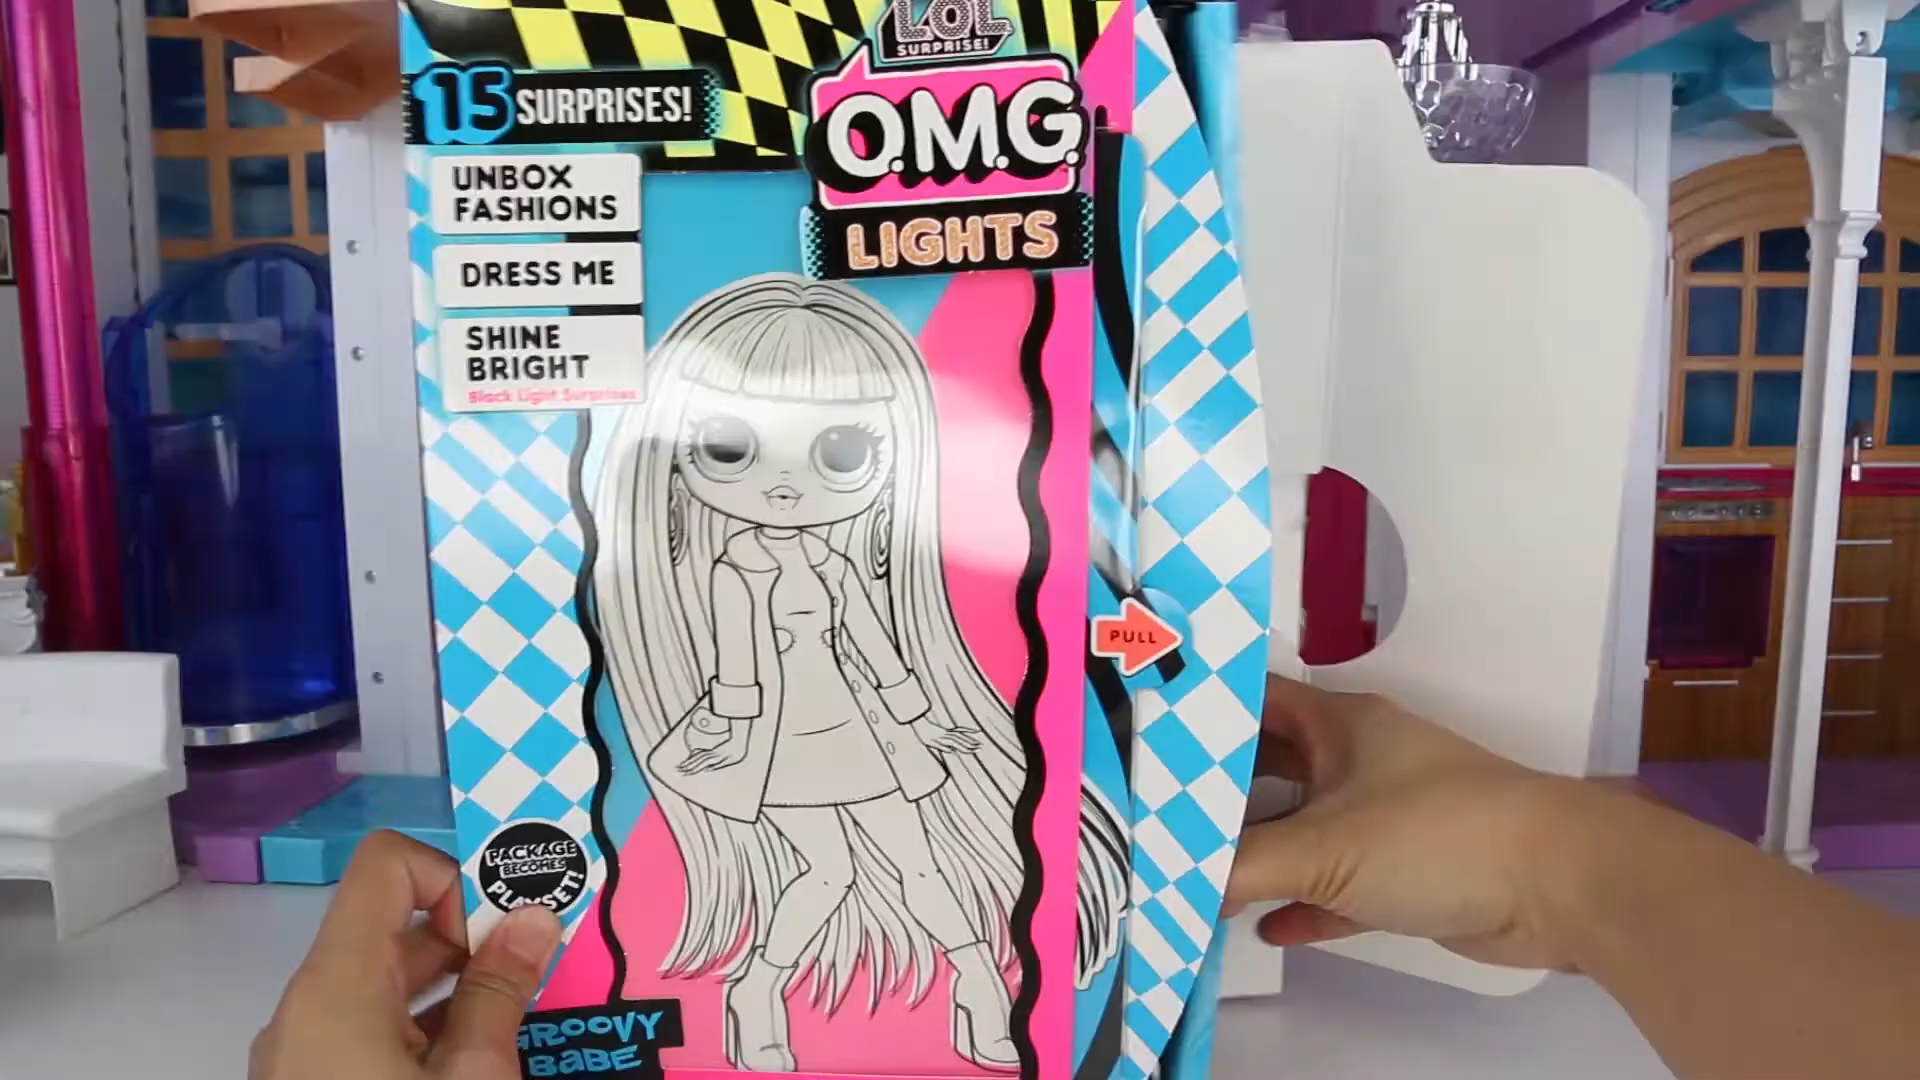 LOL
SURPRISE!
15 SURPRISES!
O.M.G.
LIGHTS
UNBOX
FASHIONS
DRESS ME
SHINE
BRIGHT
Black Light Surprises
PULL
PACKAGE
BECOMES
PLAYSET!
GROOVY
BABE